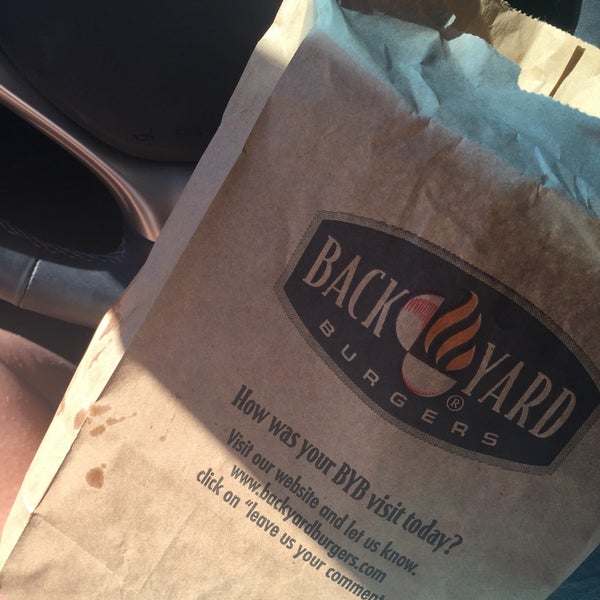 BACK YARD®
BURGERS
How was your BYB visit today?
Visit our website and let us know.
www.backyardburgers.com
click on "leave us your comment